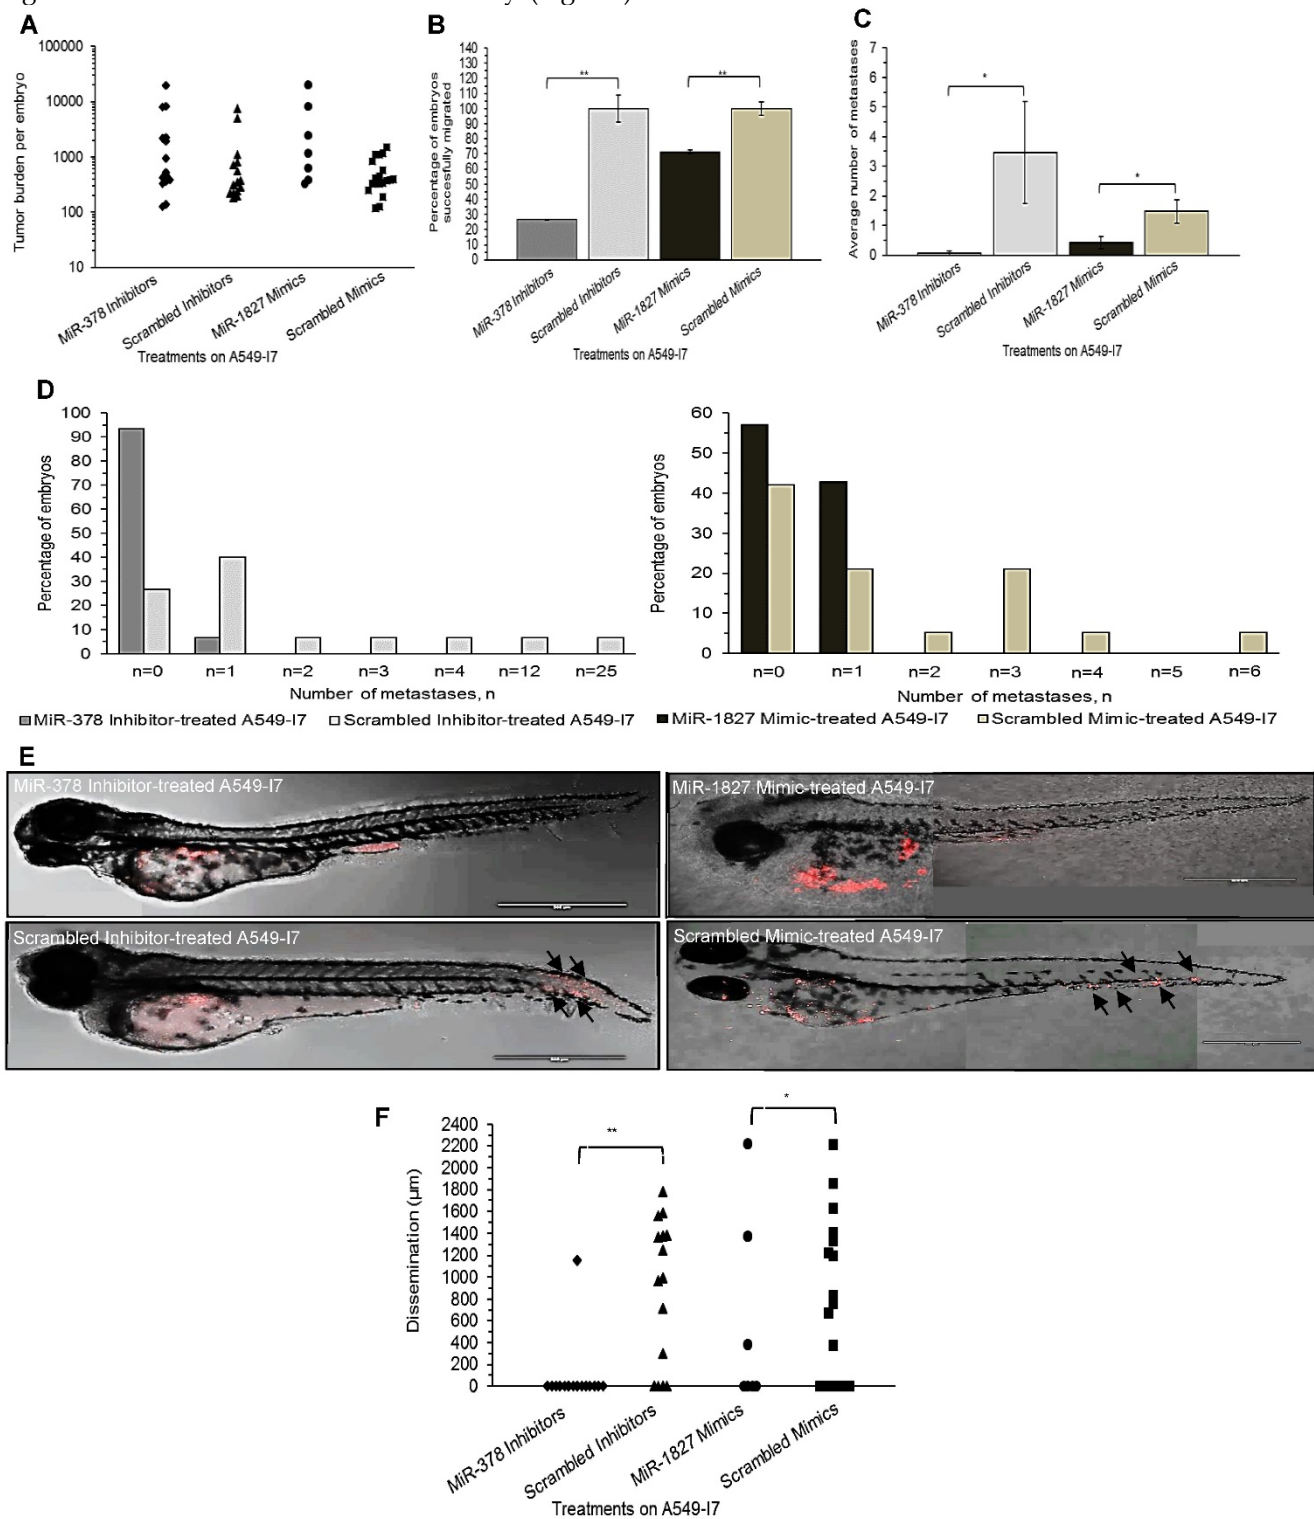 A
Tumor burden per embryo
100000
10000
1000
100
10
MiR-378 Inhibitors
Scrambled Inhibitors
MiR-1827 Mimics
Scrambled Mimics
Treatments on A549-I7
B
Percentage of embryos
succesfully migrated
140
130
120
110
100
90
80
70
60
50
40
30
20
10
0
**
**
MiR-378 Inhibitors
Scrambled Inhibitors
MiR-1827 Mimics
Scrambled Mimics
Treatments on A549-I7
C
Average number of metastases
7
6
5
4
3
2
1
0
*
*
MiR-378 Inhibitors
Scrambled Inhibitors
MiR-1827 Mimics
Scrambled Mimics
Treatments on A549-I7
D
Percentage of embryos
100
90
80
70
60
50
40
30
20
10
0
n=0 n=1 n=2 n=3 n=4 n=12 n=25
Number of metastases, n
MiR-378 Inhibitor-treated A549-I7 Scrambled Inhibitor-treated A549-I7
Percentage of embryos
60
50
40
30
20
10
0
n=0 n=1 n=2 n=3 n=4 n=5 n=6
Number of metastases, n
MiR-1827 Mimic-treated A549-I7 Scrambled Mimic-treated A549-I7
E
MiR-378 Inhibitor-treated A549-I7
MiR-1827 Mimic-treated A549-I7
Scrambled Inhibitor-treated A549-I7
Scrambled Mimic-treated A549-I7
F
Dissemination (µm)
2400
2200
2000
1800
1600
1400
1200
1000
800
600
400
200
0
**
*
MiR-378 Inhibitors
Scrambled Inhibitors
MiR-1827 Mimics
Scrambled Mimics
Treatments on A549-I7